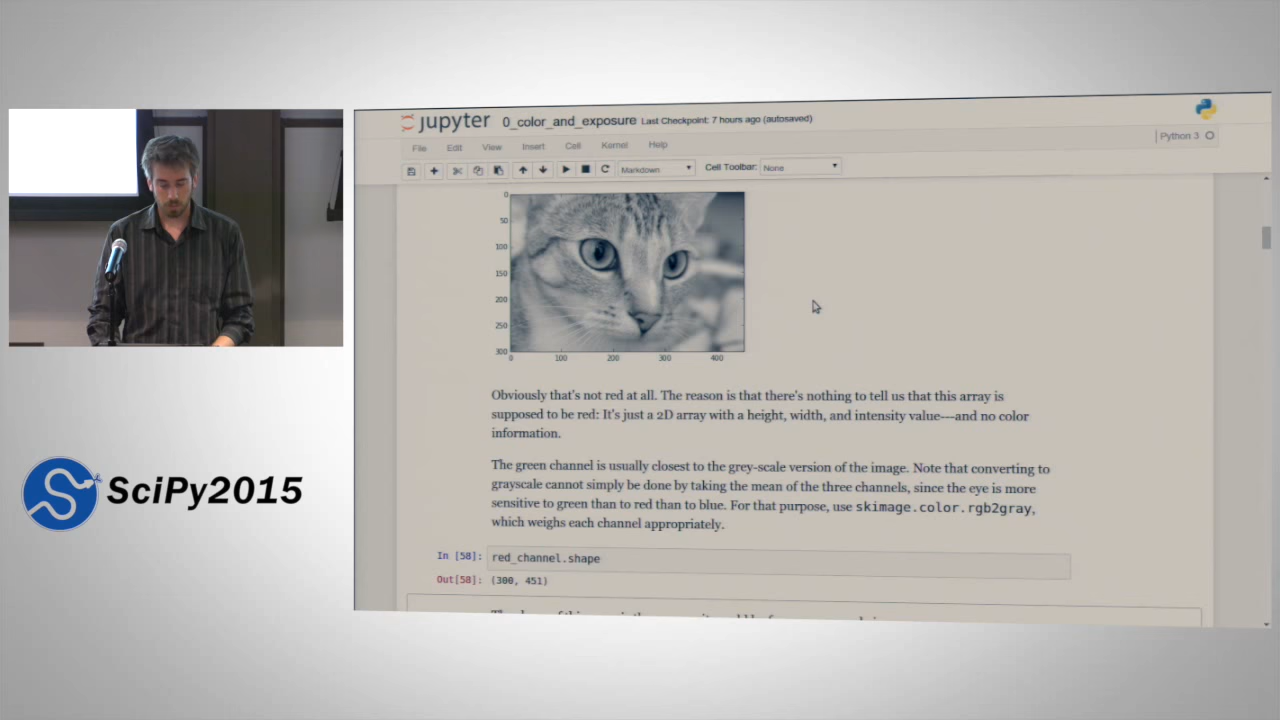 jupyter 0_color_and_exposure Last Checkpoint: 7 hours ago (autosaved)
File Edit View Insert Cell Kernel Help
Python 3
Markdown Cell Toolbar: None
0
50
100
150
200
250
300
0 100 200 300 400
Obviously that's not red at all. The reason is that there's nothing to tell us that this array is
supposed to be red: It's just a 2D array with a height, width, and intensity value---and no color
information.
The green channel is usually closest to the grey-scale version of the image. Note that converting to
grayscale cannot simply be done by taking the mean of the three channels, since the eye is more
sensitive to green than to red than to blue. For that purpose, use skimage.color.rgb2gray,
which weighs each channel appropriately.
In [58]: red_channel.shape
Out[58]: (300, 451)
SciPy2015